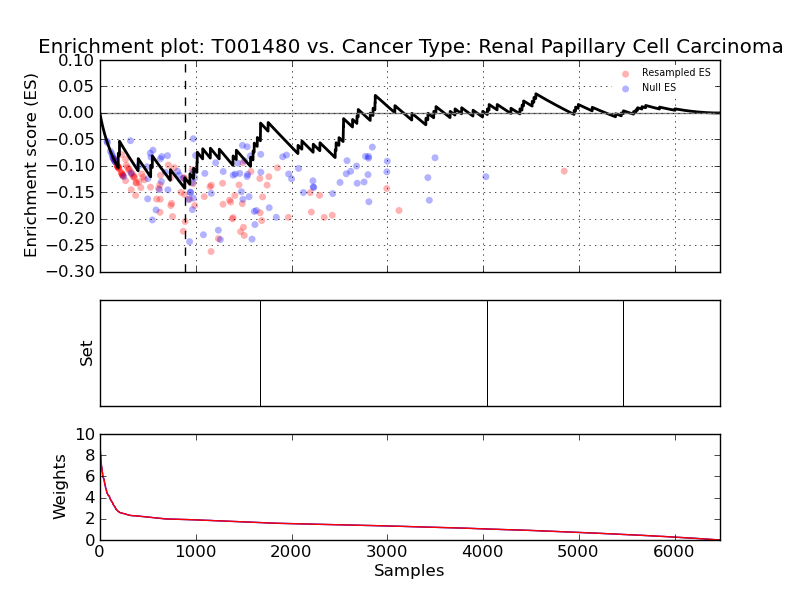 Enrichment plot: T001480 vs. Cancer Type: Renal Papillary Cell Carcinoma
Enrichment score (ES)
0.10
0.05
0.00
−0.05
−0.10
−0.15
−0.20
−0.25
−0.30
Resampled ES
Null ES
Set
Weights
10
8
6
4
2
0
0 1000 2000 3000 4000 5000 6000
Samples